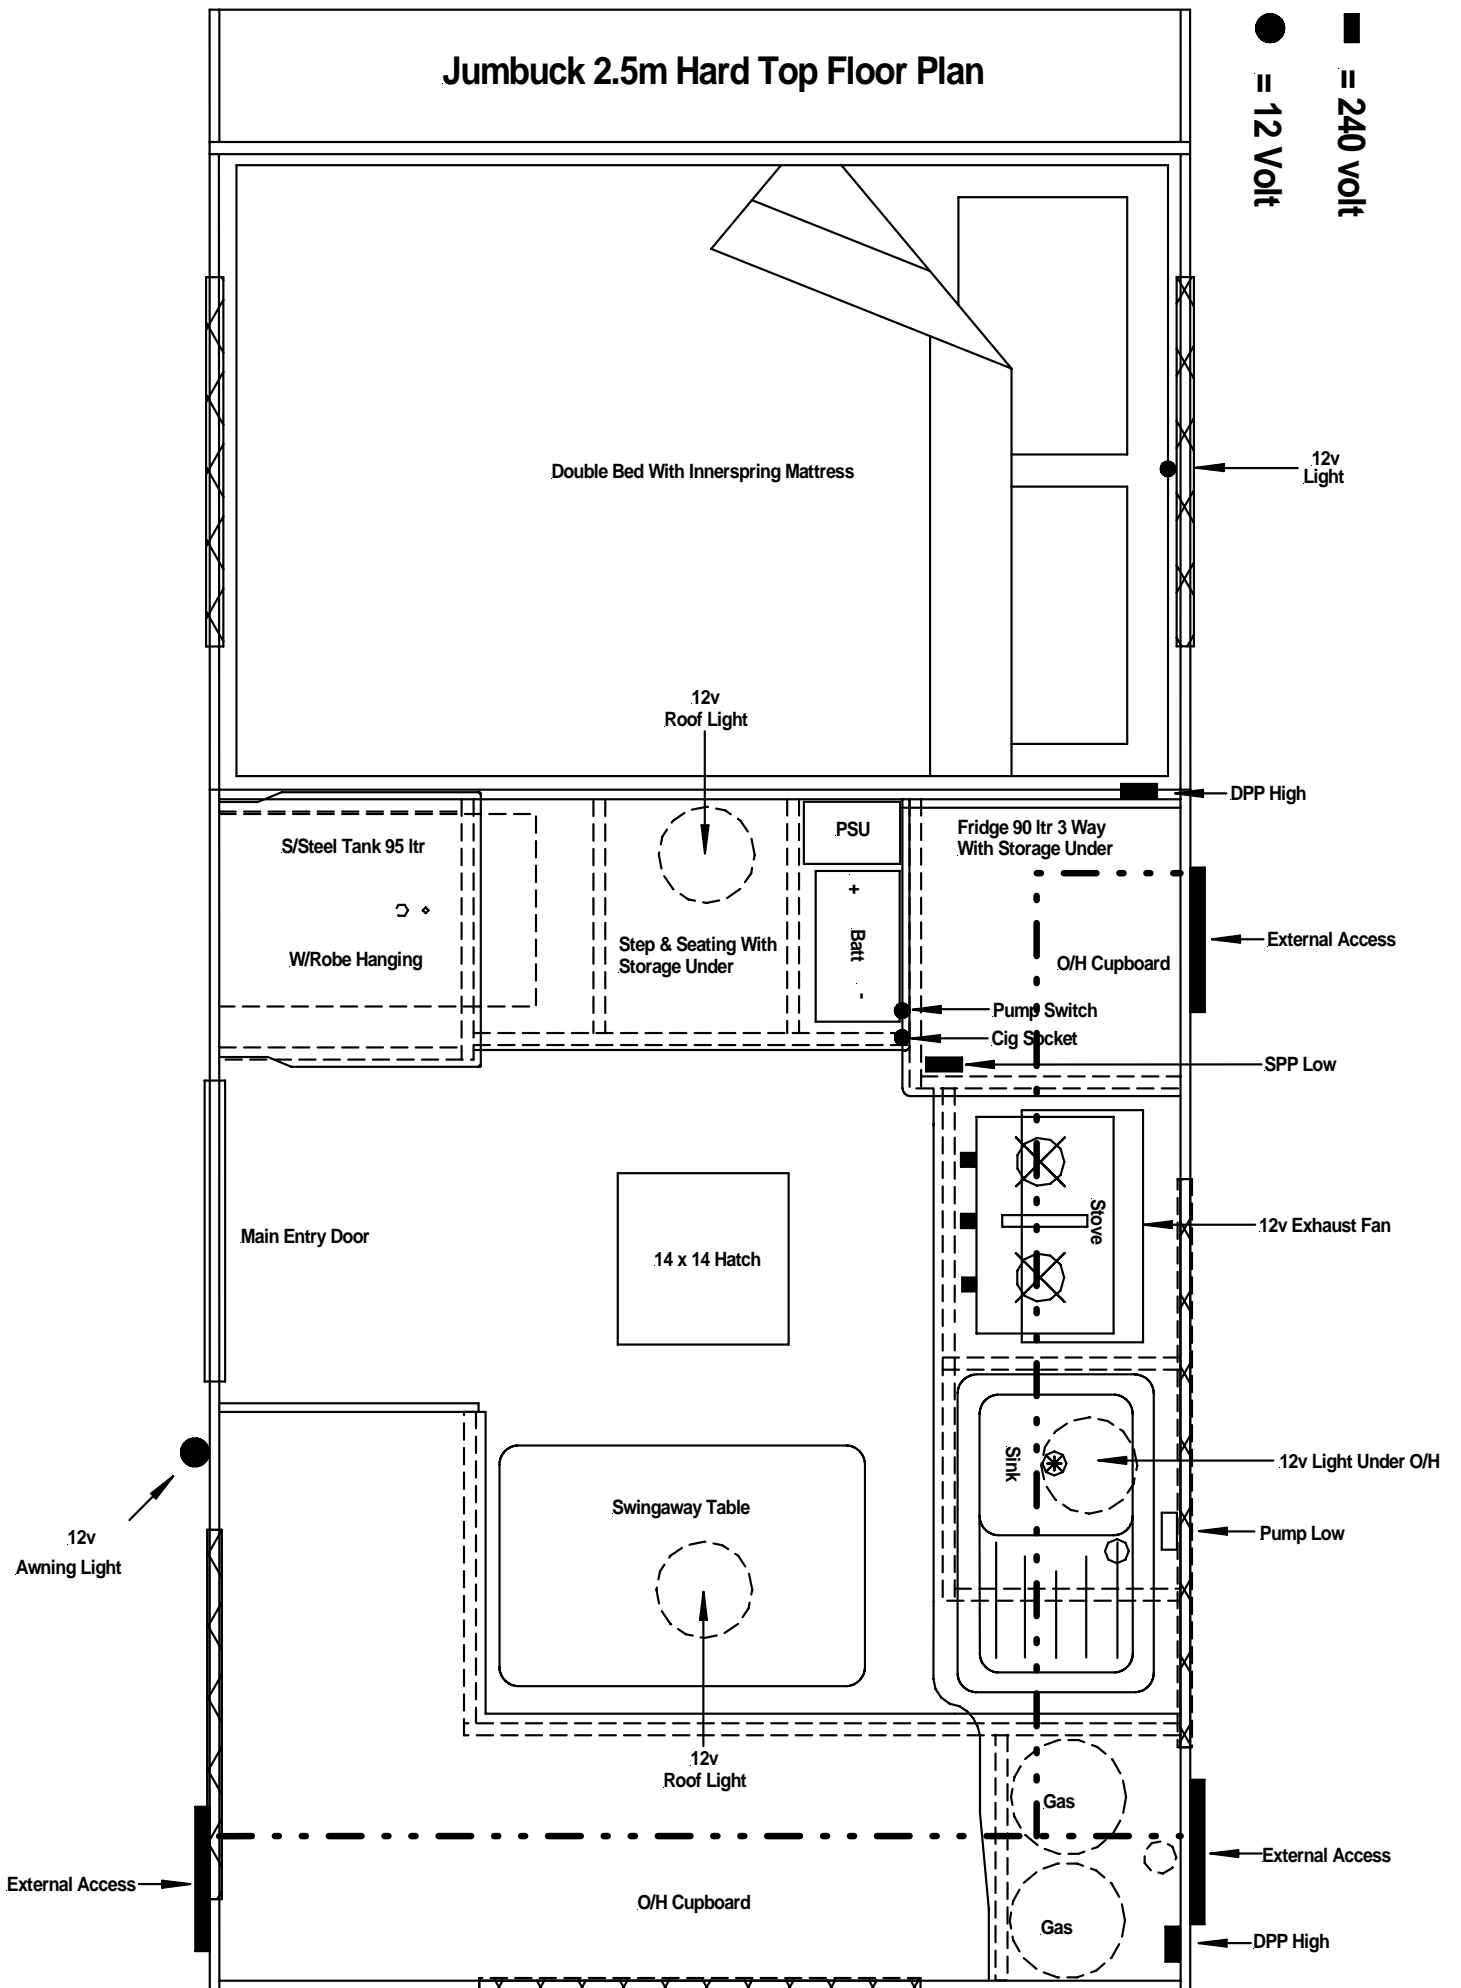 Jumbuck 2.5m Hard Top Floor Plan
= 240 volt
= 12 Volt
Double Bed With Innerspring Mattress
12v
Light
12v
Roof Light
DPP High
PSU
Fridge 90 ltr 3 Way
With Storage Under
S/Steel Tank 95 ltr
+
Batt
-
Step & Seating With
Storage Under
W/Robe Hanging
O/H Cupboard
External Access
Pump Switch
Cig Socket
SPP Low
Stove
12v Exhaust Fan
Main Entry Door
14 x 14 Hatch
Sink
12v Light Under O/H
Swingaway Table
Pump Low
12v
Awning Light
12v
Roof Light
Gas
External Access
External Access
O/H Cupboard
Gas
DPP High